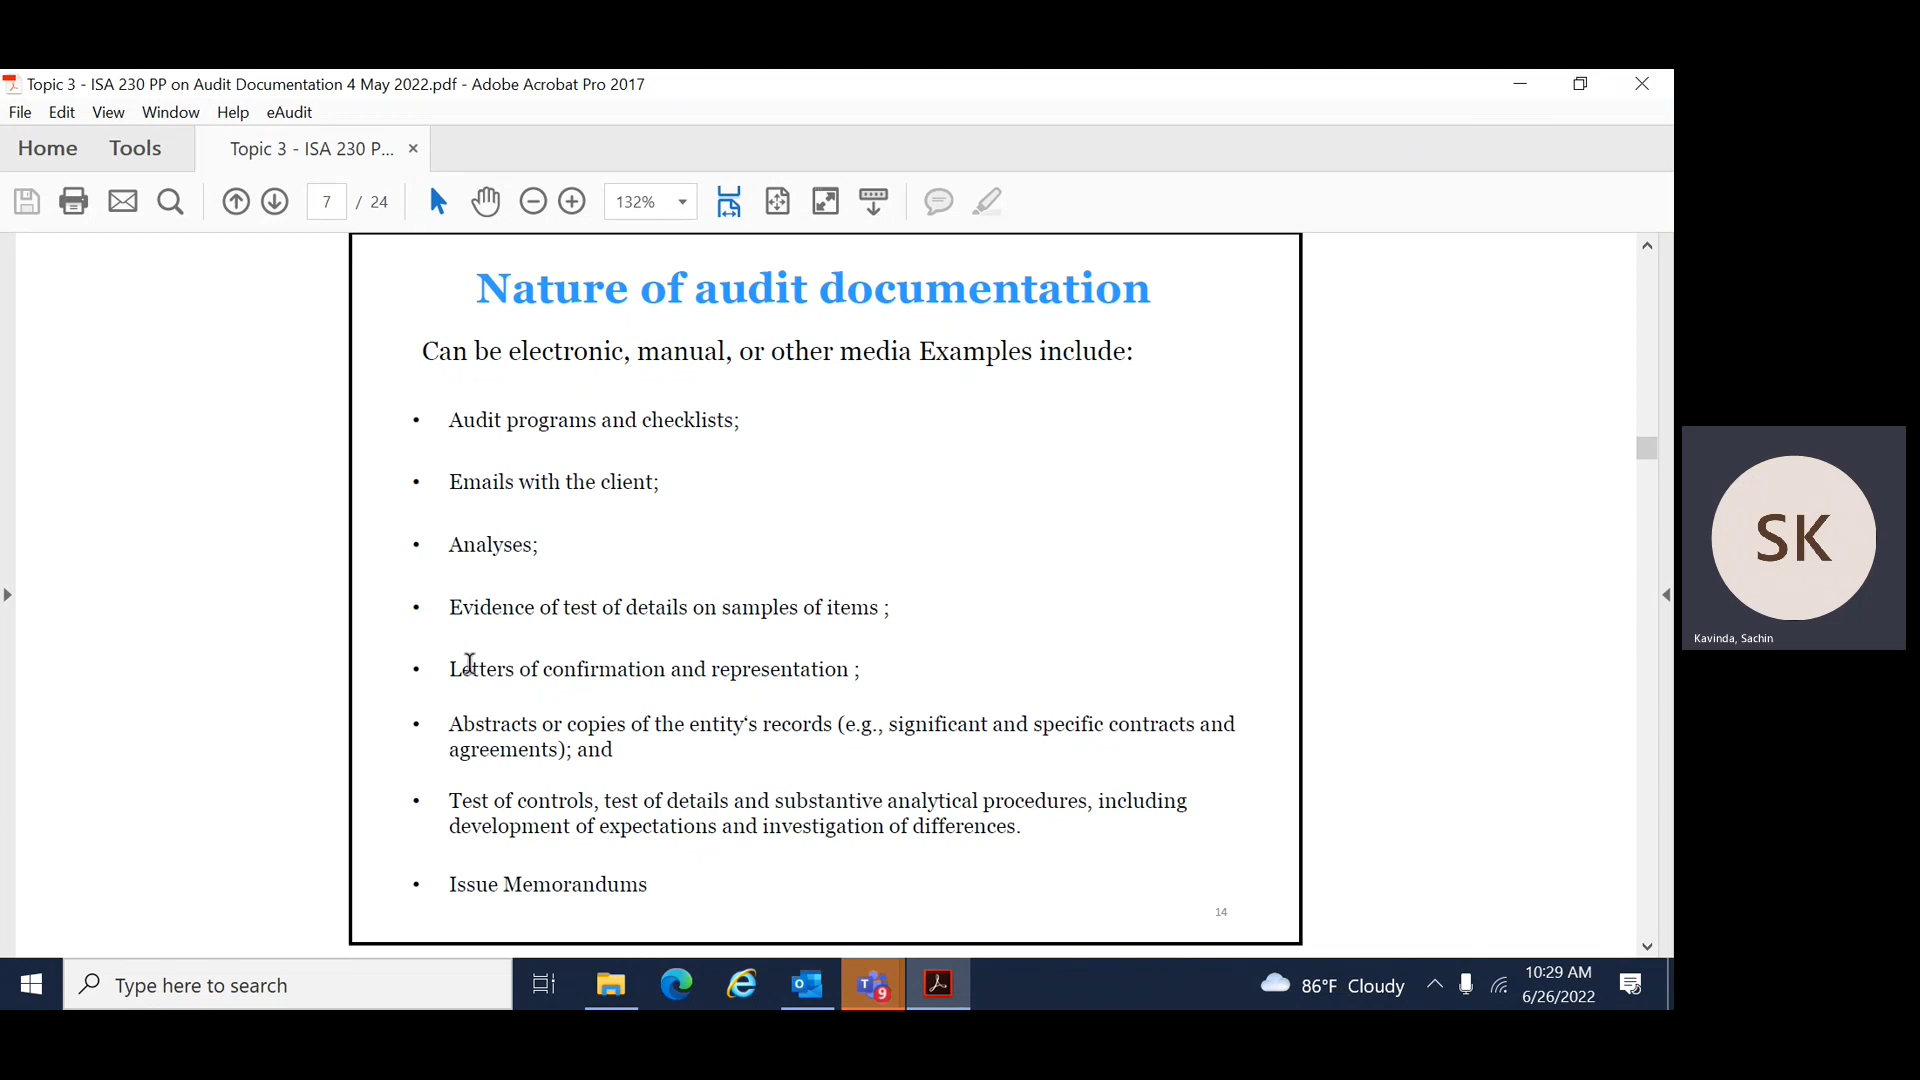 Topic 3 - ISA 230 PP on Audit Documentation 4 May 2022.pdf - Adobe Acrobat Pro 2017
File Edit View Window Help eAudit
Home Tools Topic 3 - ISA 230 P... ×
7 / 24 132%
Nature of audit documentation
Can be electronic, manual, or other media Examples include:
• Audit programs and checklists;
• Emails with the client;
• Analyses;
• Evidence of test of details on samples of items ;
• Letters of confirmation and representation ;
• Abstracts or copies of the entity‘s records (e.g., significant and specific contracts and
agreements); and
• Test of controls, test of details and substantive analytical procedures, including
development of expectations and investigation of differences.
• Issue Memorandums
14
SK
Kavinda, Sachin
Type here to search
9
86°F Cloudy
10:29 AM
6/26/2022